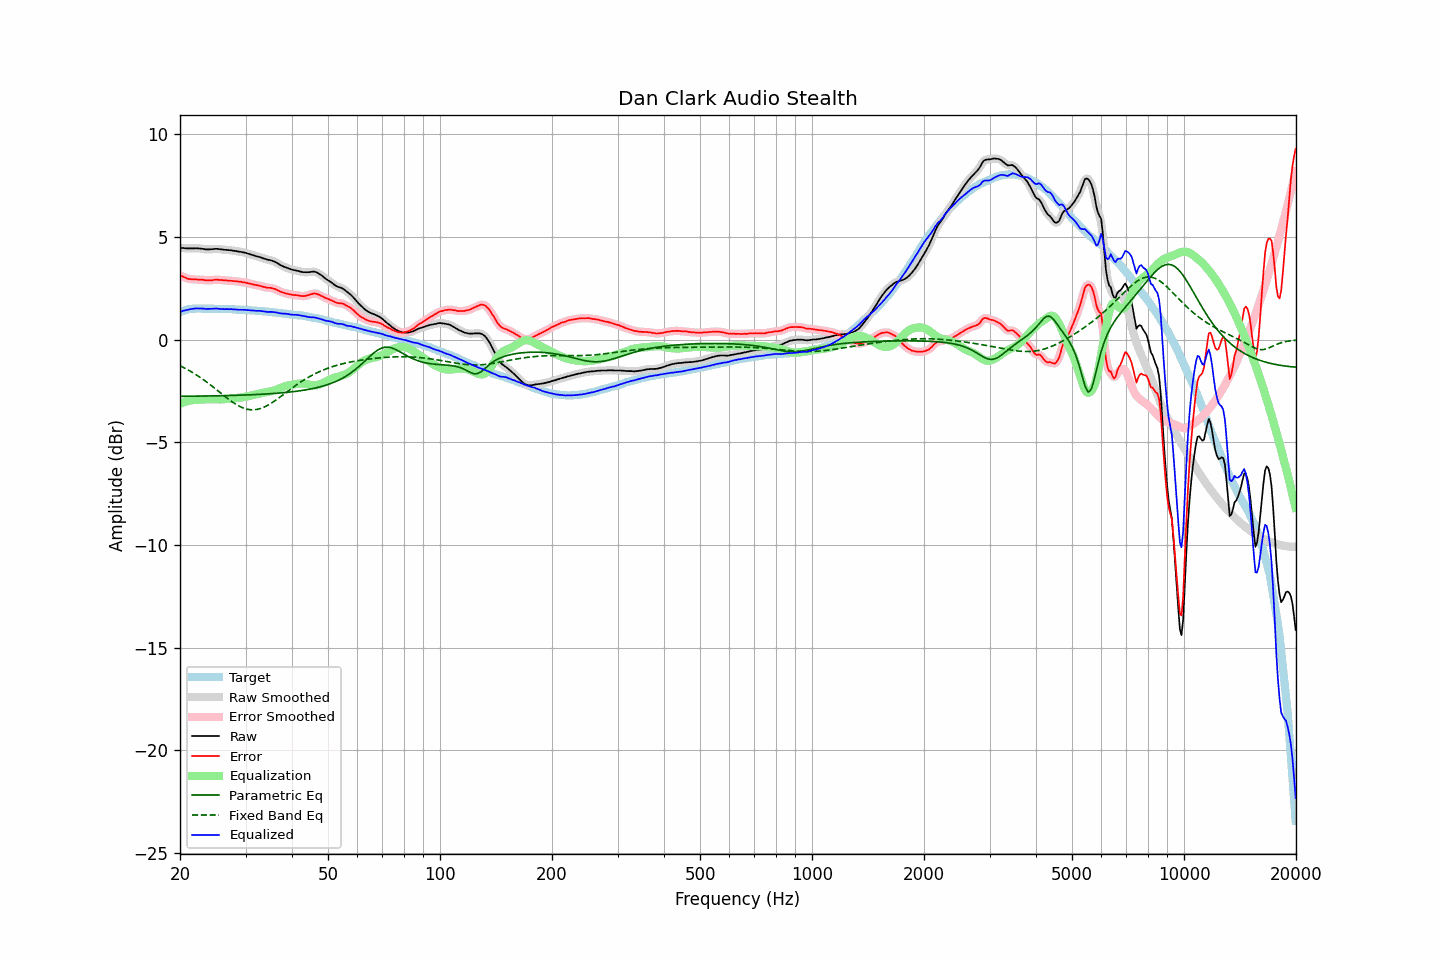 Dan Clark Audio Stealth
10
5
0
−5
−10
−15
−20
−25
Amplitude (dBr)
Target
Raw Smoothed
Error Smoothed
Raw
Error
Equalization
Parametric Eq
Fixed Band Eq
Equalized
20 50 100 200 500 1000 2000 5000 10000 20000
Frequency (Hz)